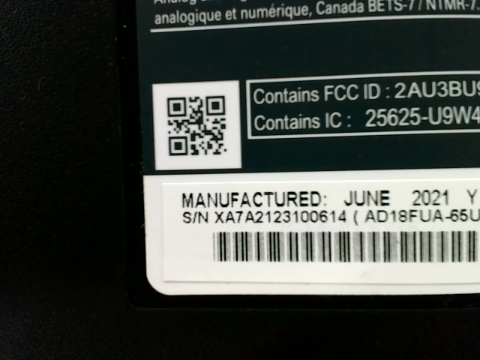 analogique et numérique, Canada BETS-7 / NTMR-7.
Contains FCC ID : 2AU3BU9
Contains IC : 25625-U9W4
MANUFACTURED: JUNE 2021 Y
S/N XA7A2123100614 ( AD18FUA-65U